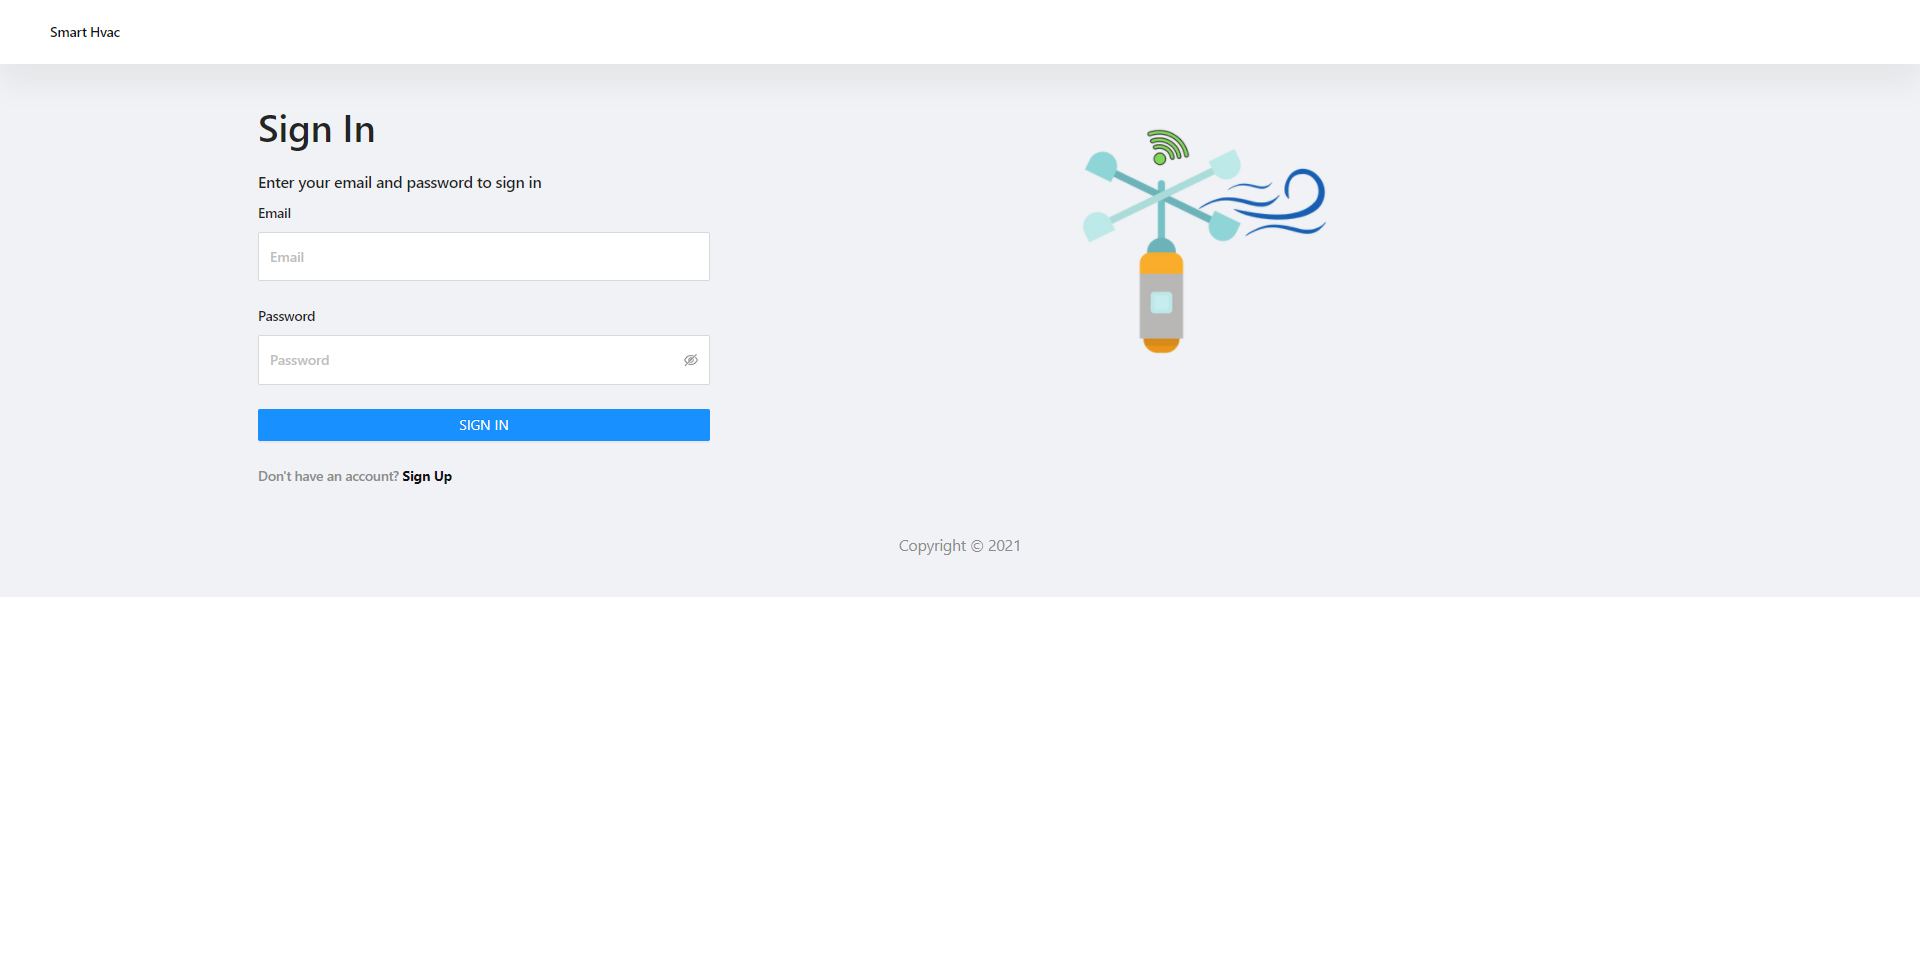 Smart Hvac
Sign In
Enter your email and password to sign in
Email
Email
Password
Password
SIGN IN
Don't have an account? Sign Up
Copyright © 2021